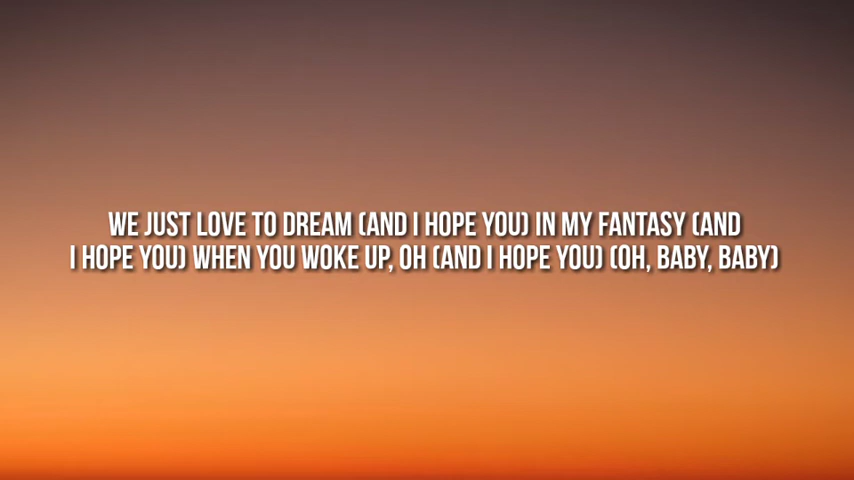 WE JUST LOVE TO DREAM (AND I HOPE YOU) IN MY FANTASY (AND
I HOPE YOU) WHEN YOU WOKE UP, OH (AND I HOPE YOU) (OH, BABY, BABY)